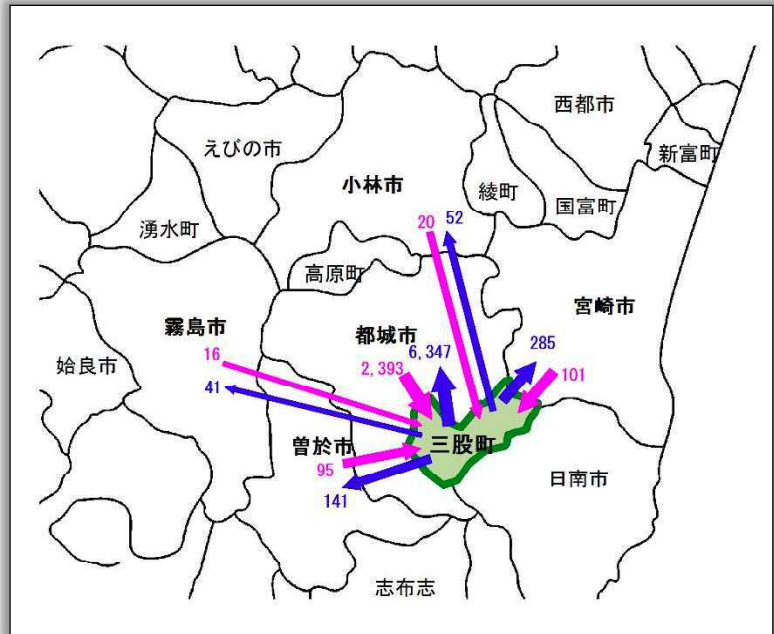 西都市
新富町
えびの市
小林市
綾町
国富町
湧水町
20
52
高原町
宮崎市
霧島市
都城市
16
6,347
285
姶良市
2,393
101
41
曽於市
三股町
95
日南市
141
志布志